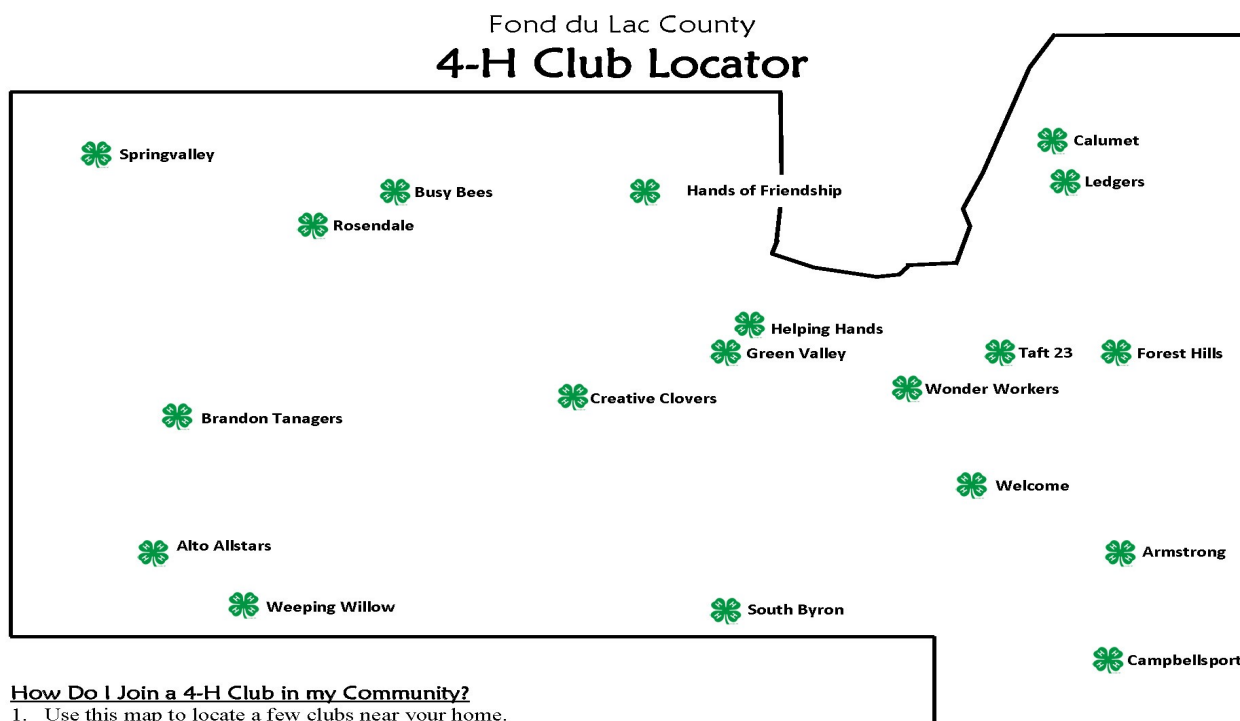 Fond du Lac County
4-H Club Locator
Calumet
Springvalley
Ledgers
Busy Bees
Hands of Friendship
Rosendale
Helping Hands
Green Valley
Taft 23
Forest Hills
Wonder Workers
Creative Clovers
Brandon Tanagers
Welcome
Alto Allstars
Armstrong
Weeping Willow
South Byron
Campbellsport
How Do I Join a 4-H Club in my Community?
1. Use this map to locate a few clubs near your home.